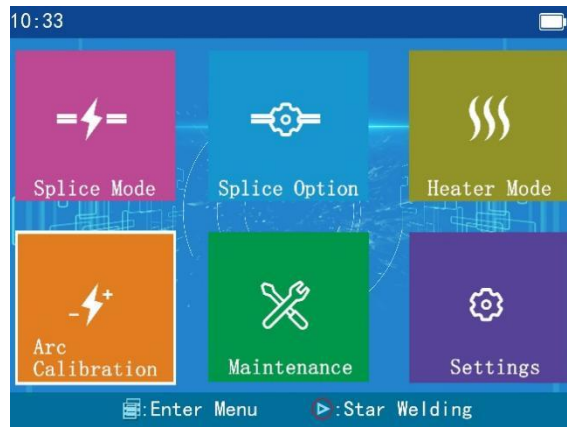 10:33
Splice Mode
Splice Option
Heater Mode
Arc
Calibration
Maintenance
Settings
:Enter Menu
:Star Welding